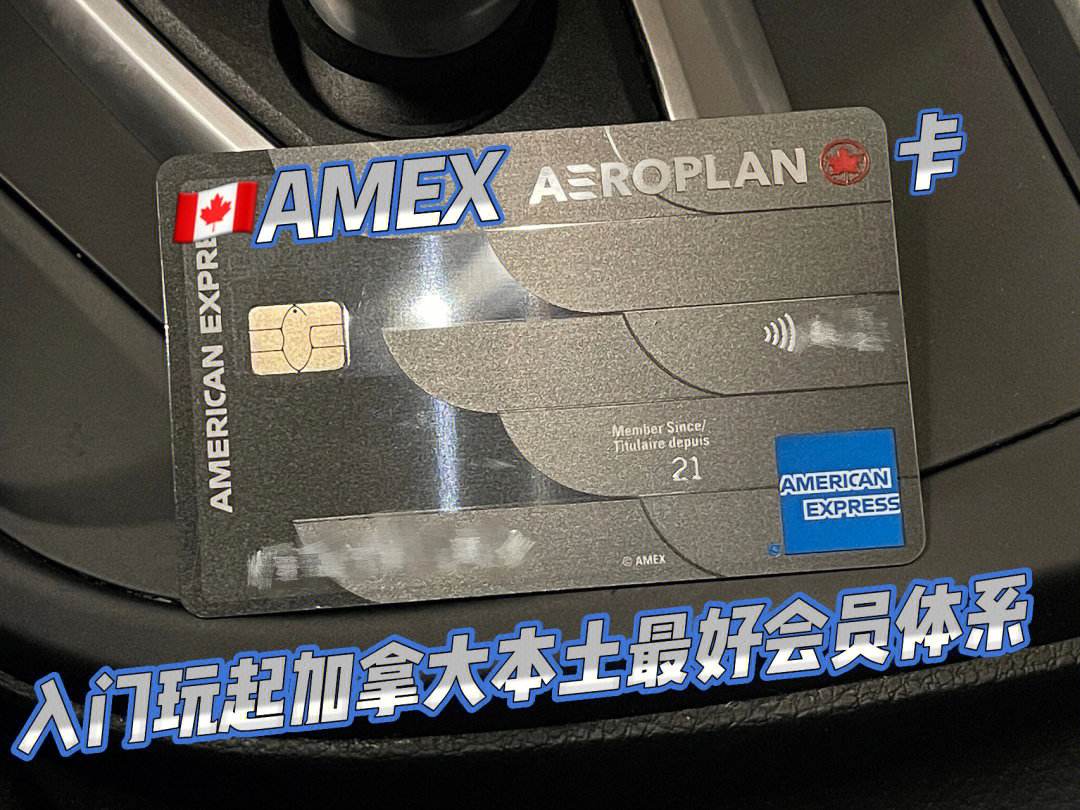 🇨🇦AMEX AEROPLAN 卡
AMERICAN EXPRE
Member Since/
Titulaire depuis
21
AMERICAN
EXPRESS
© AMEX
入门玩起加拿大本土最好会员体系